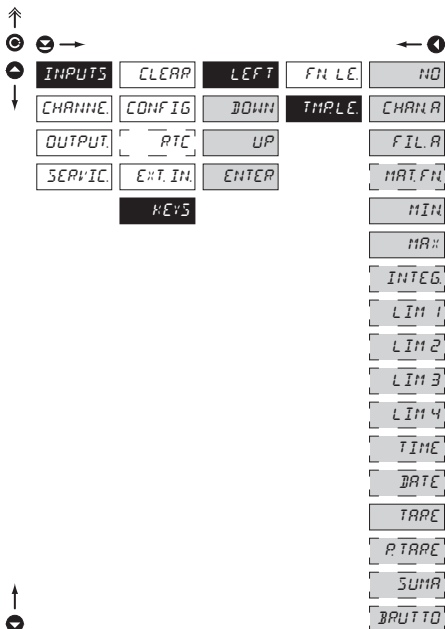 INPUTS CLEAR LEFT FN. LE. NO
CHANNE. CONFIG DOWN TMP.LE. CHAN.A
OUTPUT. RTC UP FIL. A
SERVIC. EXT. IN. ENTER MAT.FN.
KEYS MIN.
MAX
INTEG.
LIM 1
LIM 2
LIM 3
LIM 4
TIME
DATE
TARE
P.TARE
SUMA
BRUTTO